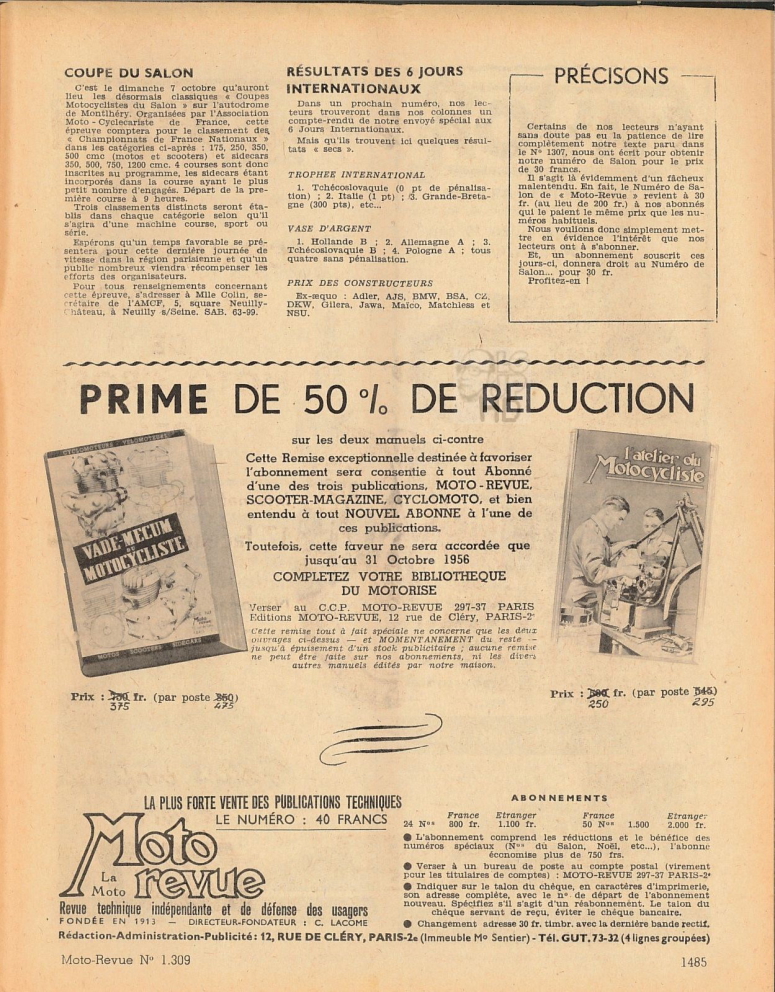 COUPE DU SALON
C'est le dimanche 7 octobre qu'auront
lieu les désormais classiques « Coupes
Motocyclistes du Salon » sur l'autodrome
de Montlhéry. Organisées par l'Association
Moto - Cyclecariste de France, cette
épreuve comptera pour le classement des
« Championnats de France Nationaux »
dans les catégories ci-après : 175, 250, 350,
500 cmc (motos et scooters) et sidecars
350, 500, 750, 1200 cmc. 4 courses sont donc
inscrites au programme, les sidecars étant
incorporés dans la course ayant le plus
petit nombre d'engagés. Départ de la pre-
mière course à 9 heures.
Trois classements distincts seront éta-
blis dans chaque catégorie selon qu'il
s'agira d'une machine course, sport ou
série.
Espérons qu'un temps favorable se pré-
sentera pour cette dernière journée de
vitesse dans la région parisienne et qu'un
public nombreux viendra récompenser les
efforts des organisateurs.
Pour tous renseignements concernant
cette épreuve, s'adresser à Mlle Colin, se-
crétaire de l'AMCF, 5, square Neuilly-
Château, à Neuilly s/Seine. SAB. 63-99.
RÉSULTATS DES 6 JOURS
INTERNATIONAUX
Dans un prochain numéro, nos lec-
teurs trouveront dans nos colonnes un
compte-rendu de notre envoyé spécial aux
6 Jours Internationaux.
Mais qu'ils trouvent ici quelques résul-
tats « secs ».
TROPHEE INTERNATIONAL
1. Tchécoslovaquie (0 pt de pénalisa-
tion) ; 2. Italie (1 pt) ; 3. Grande-Breta-
gne (300 pts), etc...
VASE D'ARGENT
1. Hollande B ; 2. Allemagne A ; 3.
Tchécoslovaquie B ; 4. Pologne A ; tous
quatre sans pénalisation.
PRIX DES CONSTRUCTEURS
Ex-æquo : Adler, AJS, BMW, BSA, CZ,
DKW, Gilera, Jawa, Maïco, Matchless et
NSU.
PRÉCISONS
Certains de nos lecteurs n'ayant
sans doute pas eu la patience de lire
complètement notre texte paru dans
le N° 1307, nous ont écrit pour obtenir
notre numéro de Salon pour le prix
de 30 francs.
Il s'agit là évidemment d'un fâcheux
malentendu. En fait, le Numéro de Sa-
lon de « Moto-Revue » revient à 30
fr. (au lieu de 200 fr.) à nos abonnés
qui le paient le même prix que les nu-
méros habituels.
Nous voulions donc simplement met-
tre en évidence l'intérêt que nos
lecteurs ont à s'abonner.
Et, un abonnement souscrit ces
jours-ci, donnera droit au Numéro de
Salon... pour 30 fr.
Profitez-en !
PRIME DE 50 % DE REDUCTION
sur les deux manuels ci-contre
Cette Remise exceptionnelle destinée à favoriser
l'abonnement sera consentie à tout Abonné
d'une des trois publications, MOTO-REVUE,
SCOOTER-MAGAZINE, CYCLOMOTO, et bien
entendu à tout NOUVEL ABONNE à l'une de
ces publications.
Toutefois, cette faveur ne sera accordée que
jusqu'au 31 Octobre 1956
COMPLETEZ VOTRE BIBLIOTHEQUE
DU MOTORISE
Verser au C.C.P. MOTO-REVUE 297-37 PARIS
Editions MOTO-REVUE, 12 rue de Cléry, PARIS-2e
Cette remise tout à fait spéciale ne concerne que les deux
ouvrages ci-dessus — et MOMENTANEMENT du reste —
jusqu'à épuisement d'un stock publicitaire ; aucune remise
ne peut être faite sur nos abonnements, ni les divers
autres manuels édités par notre maison.
CYCLOMOTEURS VELOMOTEURS
VADE-MECUM
DU
MOTOCYCLISTE
MOTOS SCOOTERS SIDECARS
l'atelier du
Motocycliste
Prix : 750 fr. (par poste 850)
375 475
Prix : 500 fr. (par poste 545)
250 295
LA PLUS FORTE VENTE DES PUBLICATIONS TECHNIQUES
LE NUMÉRO : 40 FRANCS
Moto
revue
La
Moto
Revue technique indépendante et de défense des usagers
FONDÉE EN 1913 — DIRECTEUR-FONDATEUR : C. LACOME
ABONNEMENTS
France Etranger France Etranger
24 Nos 800 fr. 1.100 fr. 50 Nos 1.500 2.000 fr.
● L'abonnement comprend les réductions et le bénéfice des
numéros spéciaux (Nos du Salon, Noël, etc...), l'abonné
économise plus de 750 frs.
● Verser à un bureau de poste au compte postal (virement
pour les titulaires de comptes) : MOTO-REVUE 297-37 PARIS-2e
● Indiquer sur le talon du chèque, en caractères d'imprimerie,
son adresse complète, avec le n° de départ de l'abonnement
nouveau. Spécifiez s'il s'agit d'un réabonnement. Le talon du
chèque servant de reçu, éviter le chèque bancaire.
● Changement adresse 30 fr. timbr. avec la dernière bande rectif.
Rédaction-Administration-Publicité : 12, RUE DE CLÉRY, PARIS-2e (Immeuble Mo Sentier) - Tél. GUT. 73-32 (4 lignes groupées)
Moto-Revue N° 1.309
1485